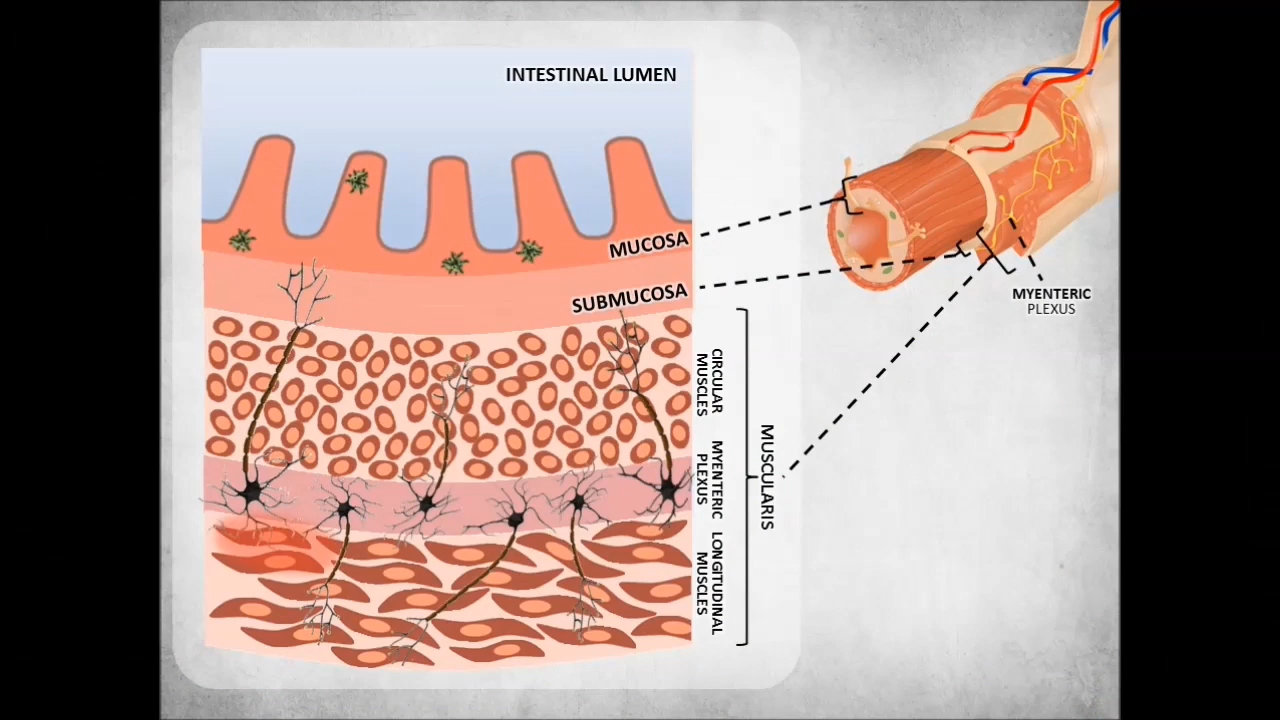 INTESTINAL LUMEN
MUCOSA
SUBMUCOSA
MYENTERIC
PLEXUS
CIRCULAR
MUSCLES
MYENTERIC
PLEXUS
LONGITUDINAL
MUSCLES
MUSCULARIS